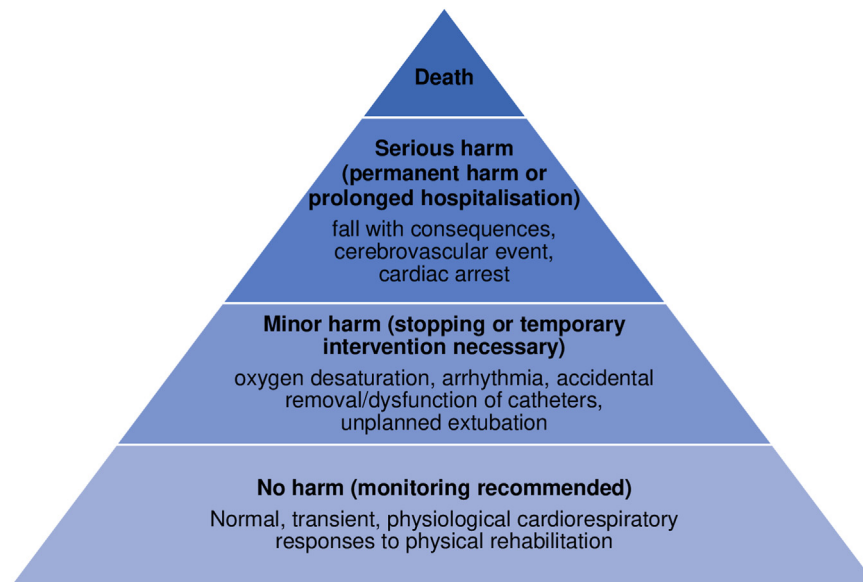 Death
Serious harm
(permanent harm or
prolonged hospitalisation)
fall with consequences,
cerebrovascular event,
cardiac arrest
Minor harm (stopping or temporary
intervention necessary)
oxygen desaturation, arrhythmia, accidental
removal/dysfunction of catheters,
unplanned extubation
No harm (monitoring recommended)
Normal, transient, physiological cardiorespiratory
responses to physical rehabilitation